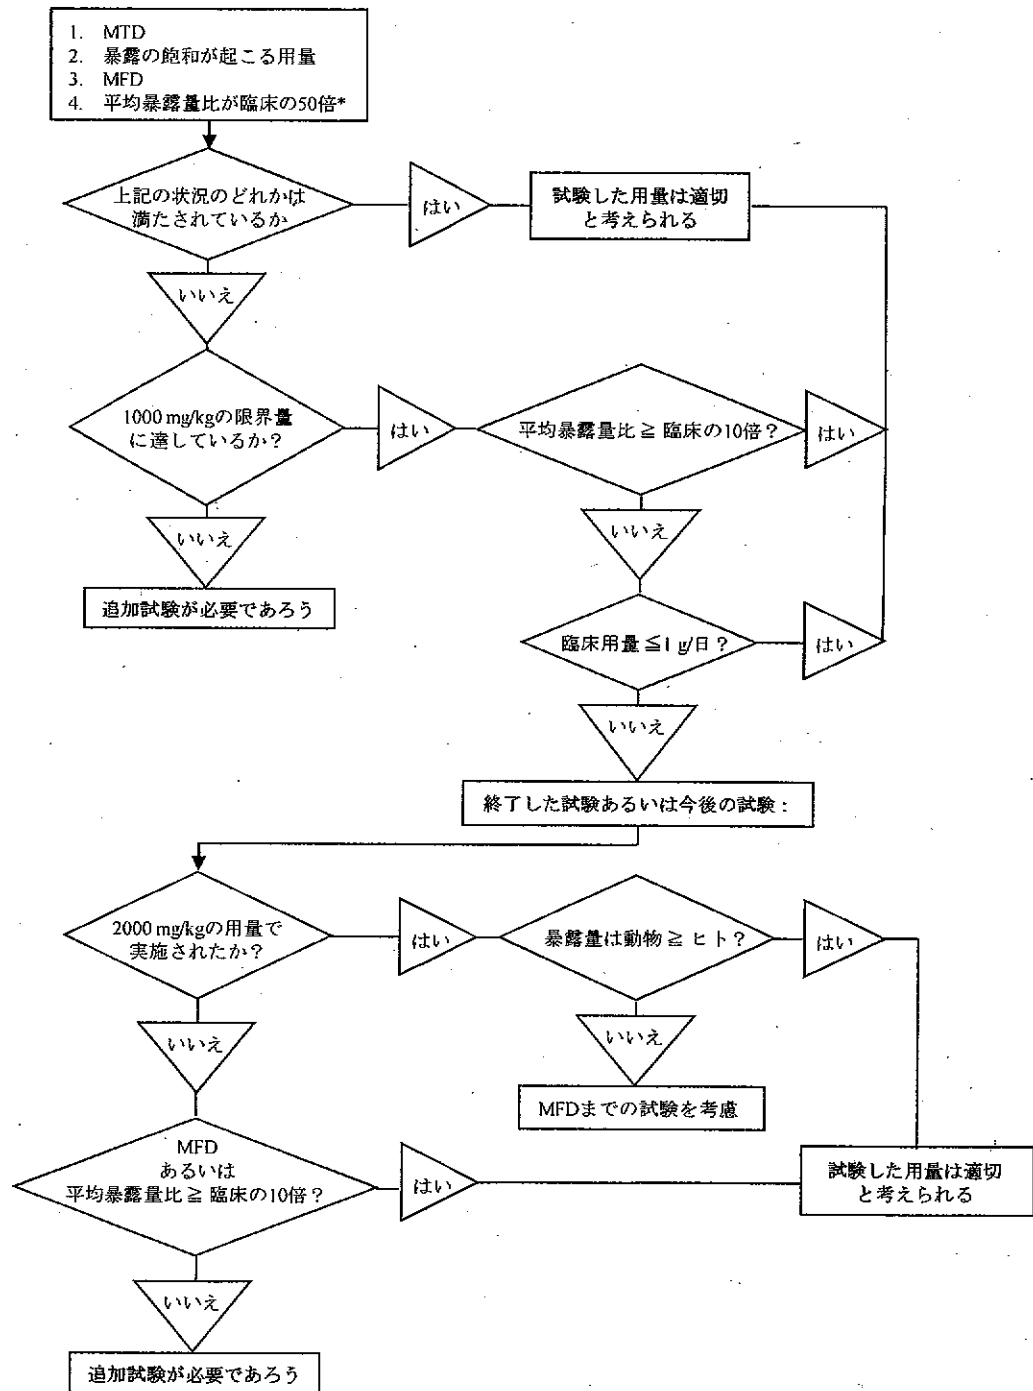 1. MTD
2. 暴露の飽和が起こる用量
3. MFD
4. 平均暴露量比が臨床の50倍*
上記の状況のどれかは
満たされているか
はい
試験した用量は適切
と考えられる
いいえ
1000 mg/kgの限界量
に達しているか？
はい
平均暴露量比 ≧ 臨床の10倍？
はい
いいえ
いいえ
追加試験が必要であろう
臨床用量 ≦1 g/日？
はい
いいえ
終了した試験あるいは今後の試験：
2000 mg/kgの用量で
実施されたか？
はい
暴露量は動物 ≧ ヒト？
はい
いいえ
いいえ
MFDまでの試験を考慮
MFD
あるいは
平均暴露量比 ≧ 臨床の10倍？
はい
試験した用量は適切
と考えられる
いいえ
追加試験が必要であろう